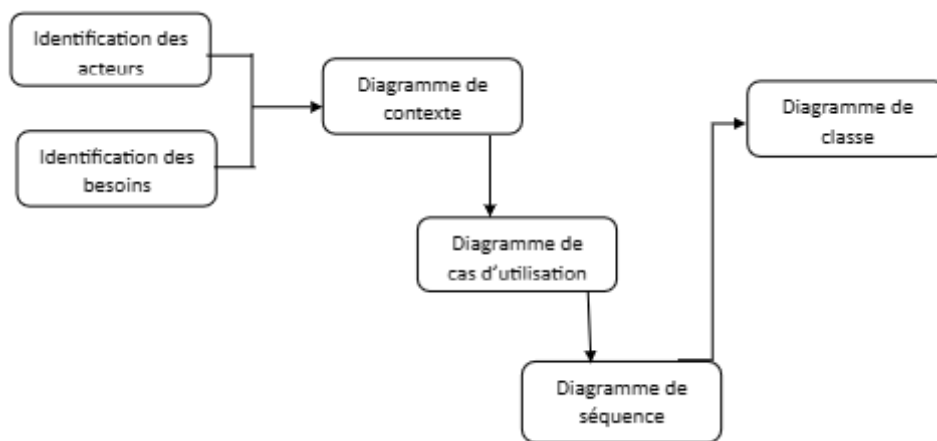 Identification des
acteurs
Identification des
besoins
Diagramme de
contexte
Diagramme de
cas d’utilisation
Diagramme de
séquence
Diagramme de
classe